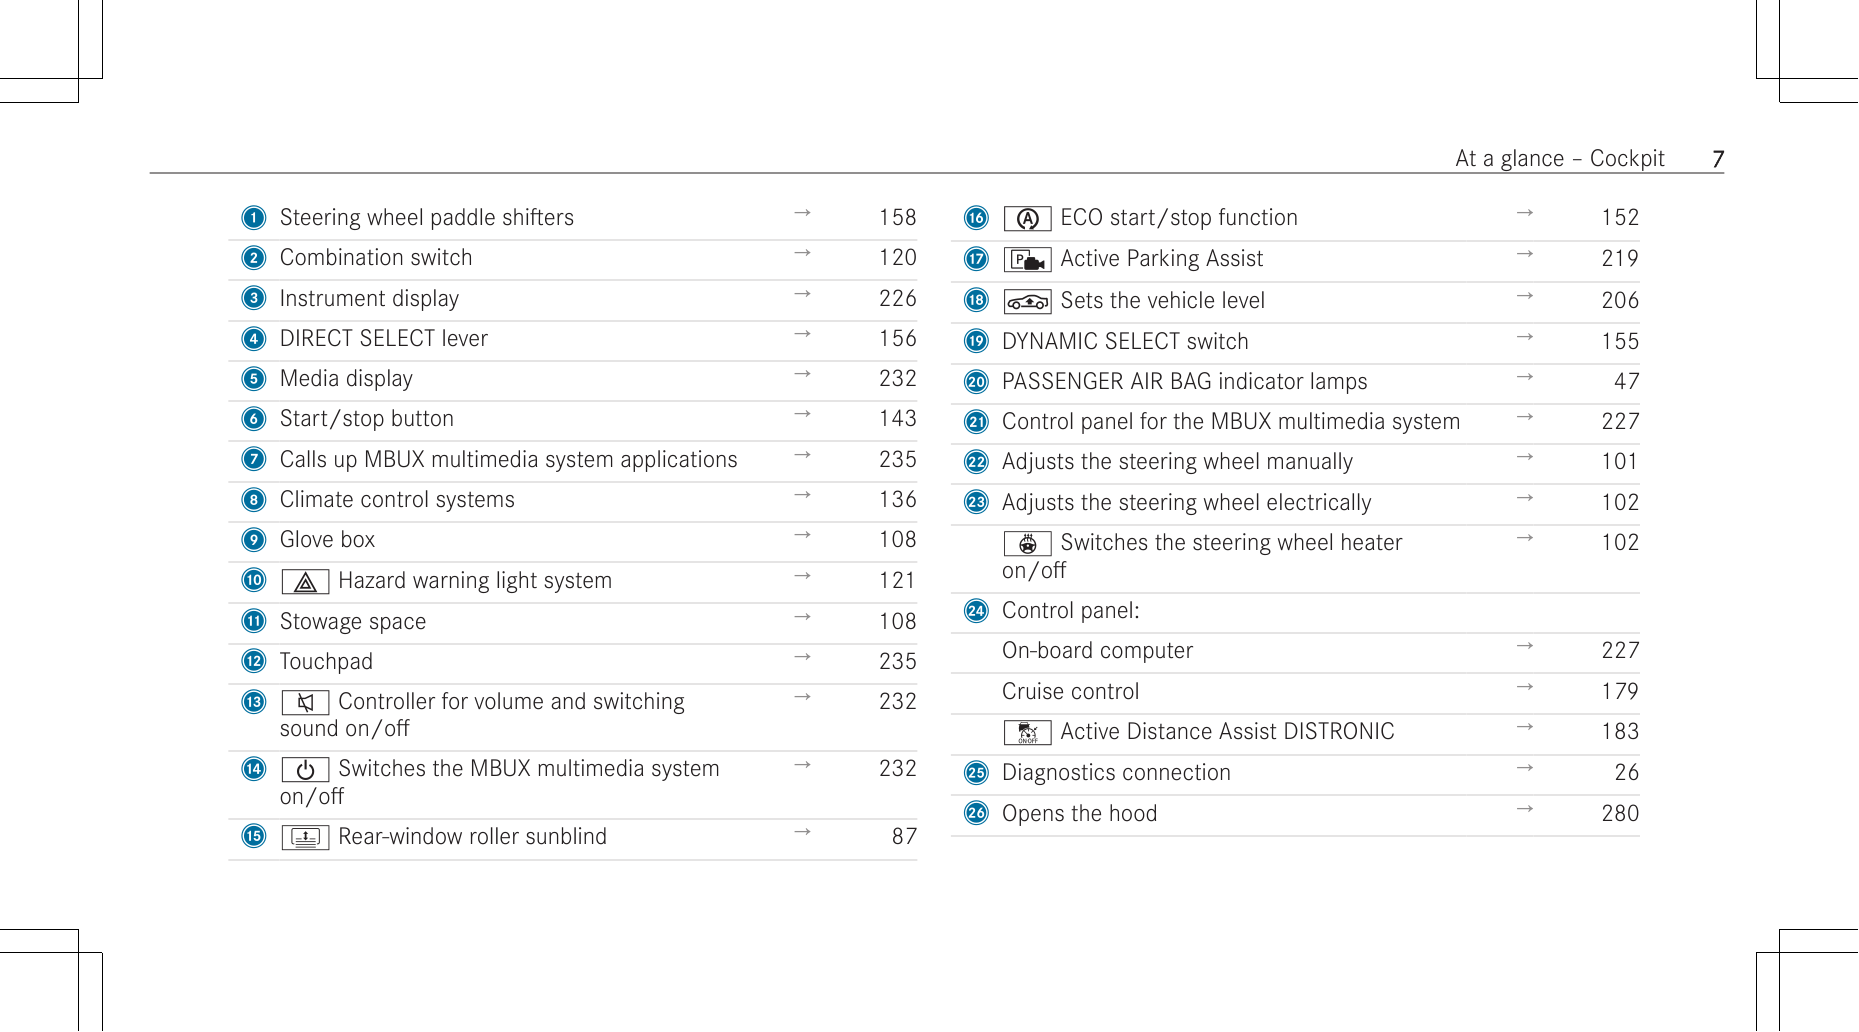 At a glance – Cockpit 7
1 Steering wheel paddle shifters → 158
2 Combination switch → 120
3 Instrument display → 226
4 DIRECT SELECT lever → 156
5 Media display → 232
6 Start/stop button → 143
7 Calls up MBUX multimedia system applications → 235
8 Climate control systems → 136
9 Glove box → 108
10 Hazard warning light system → 121
11 Stowage space → 108
12 Touchpad → 235
13 Controller for volume and switching → 232
sound on/off
14 Switches the MBUX multimedia system → 232
on/off
15 Rear-window roller sunblind → 87
16 A ECO start/stop function → 152
17 P Active Parking Assist → 219
18 Sets the vehicle level → 206
19 DYNAMIC SELECT switch → 155
20 PASSENGER AIR BAG indicator lamps → 47
21 Control panel for the MBUX multimedia system → 227
22 Adjusts the steering wheel manually → 101
23 Adjusts the steering wheel electrically → 102
Switches the steering wheel heater → 102
on/off
24 Control panel:
On-board computer → 227
Cruise control → 179
ON/OFF Active Distance Assist DISTRONIC → 183
25 Diagnostics connection → 26
26 Opens the hood → 280